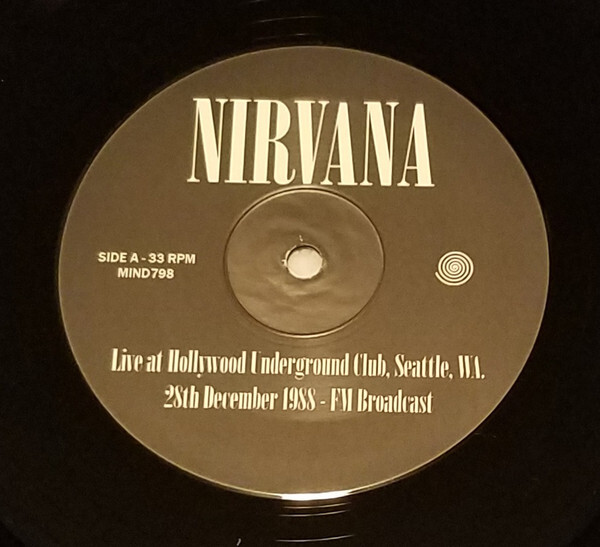 NIRVANA
SIDE A - 33 RPM
MIND798
Live at Hollywood Underground Club, Seattle, WA.
28th December 1988 - FM Broadcast